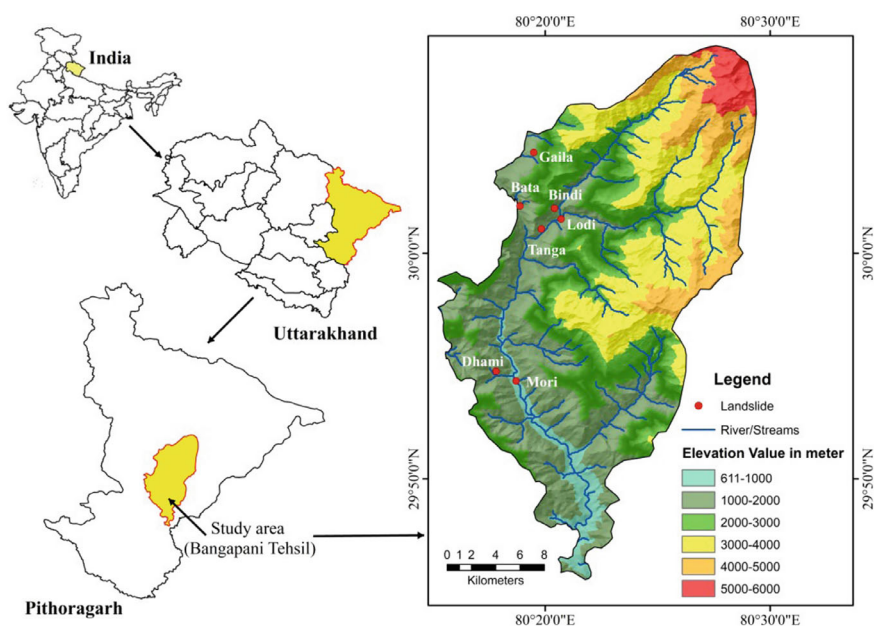 India
Uttarakhand
Study area
(Bangapani Tehsil)
Pithoragarh
80°20'0"E
80°30'0"E
30°0'0"N
29°50'0"N
30°0'0"N
29°50'0"N
Gaila
Bata
Bindi
Lodi
Tanga
Dhami
Mori
Legend
Landslide
River/Streams
Elevation Value in meter
611-1000
1000-2000
2000-3000
3000-4000
4000-5000
5000-6000
0 1 2 4 6 8
Kilometers
80°20'0"E
80°30'0"E